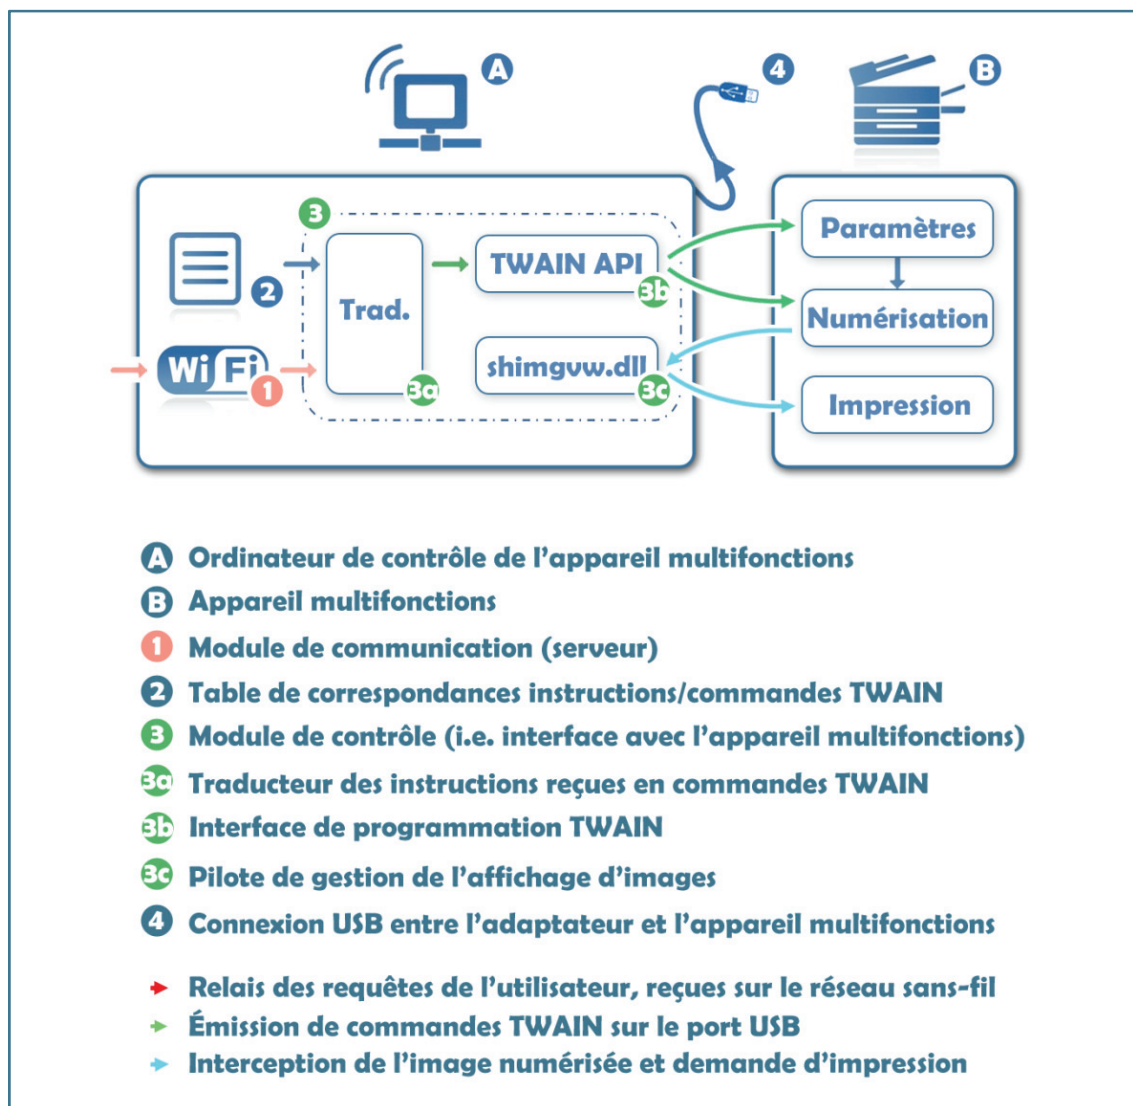 A
4
B
3
Paramètres
TWAIN API
2
3b
Trad.
Numérisation
WiFi
1
shimgvw.dll
3a
3c
Impression
A Ordinateur de contrôle de l'appareil multifonctions
B Appareil multifonctions
1 Module de communication (serveur)
2 Table de correspondances instructions/commandes TWAIN
3 Module de contrôle (i.e. interface avec l'appareil multifonctions)
3a Traducteur des instructions reçues en commandes TWAIN
3b Interface de programmation TWAIN
3c Pilote de gestion de l'affichage d'images
4 Connexion USB entre l'adaptateur et l'appareil multifonctions
Relais des requêtes de l'utilisateur, reçues sur le réseau sans-fil
Émission de commandes TWAIN sur le port USB
Interception de l'image numérisée et demande d'impression